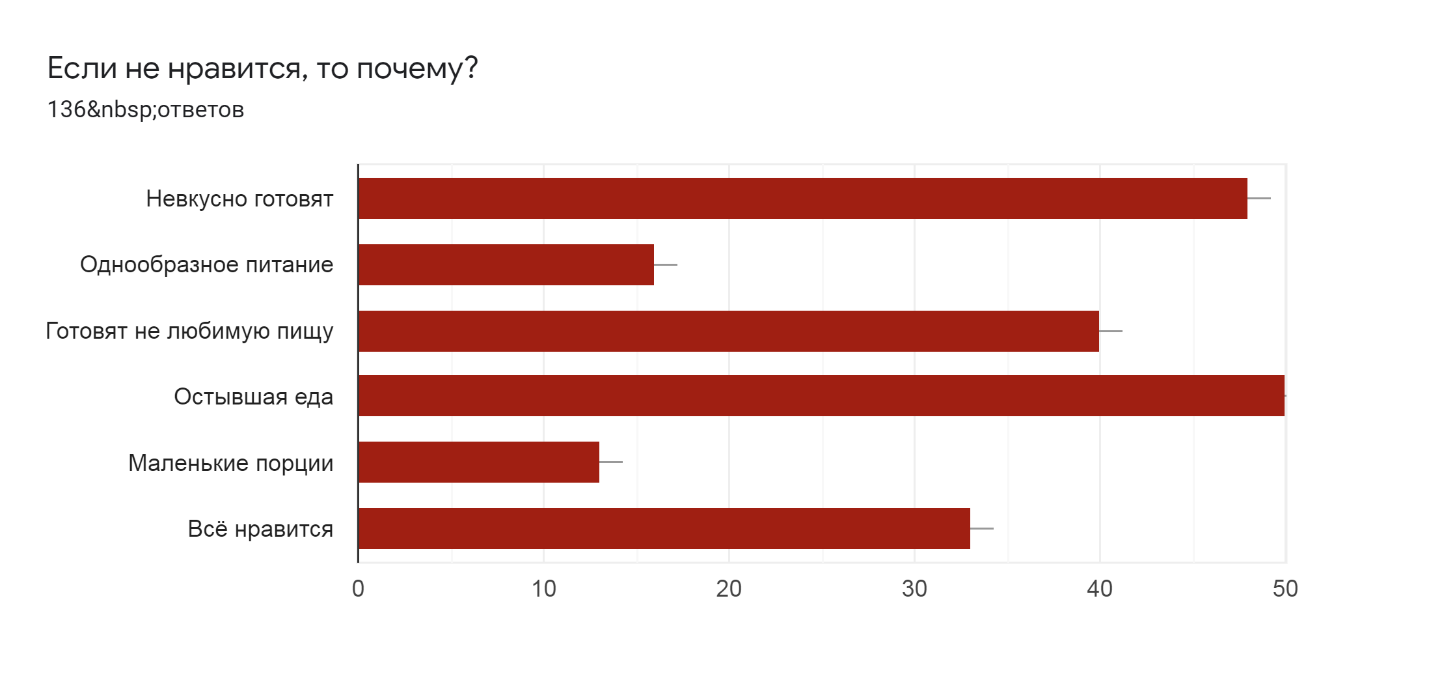 Если не нравится, то почему?
136&nbsp;ответов
Невкусно готовят
Однообразное питание
Готовят не любимую пищу
Остывшая еда
Маленькие порции
Всё нравится
0 10 20 30 40 50